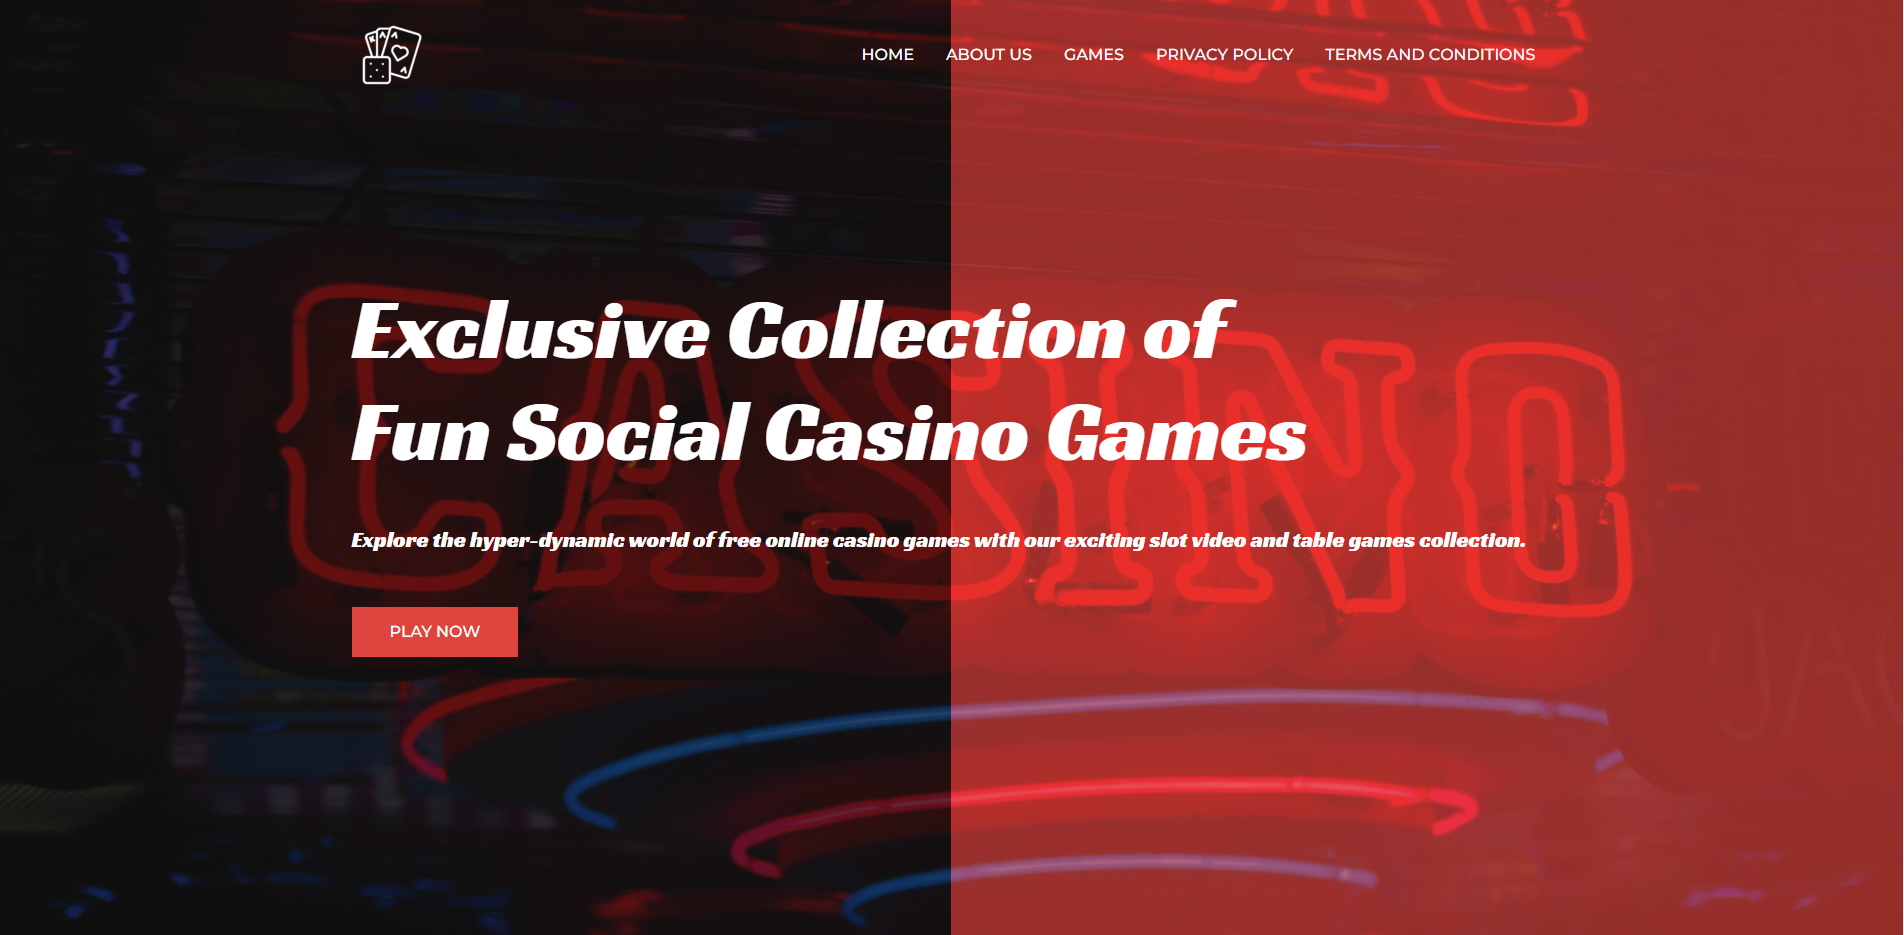 HOME ABOUT US GAMES PRIVACY POLICY TERMS AND CONDITIONS
Exclusive Collection of
Fun Social Casino Games
Explore the hyper-dynamic world of free online casino games with our exciting slot video and table games collection.
PLAY NOW
CASINO